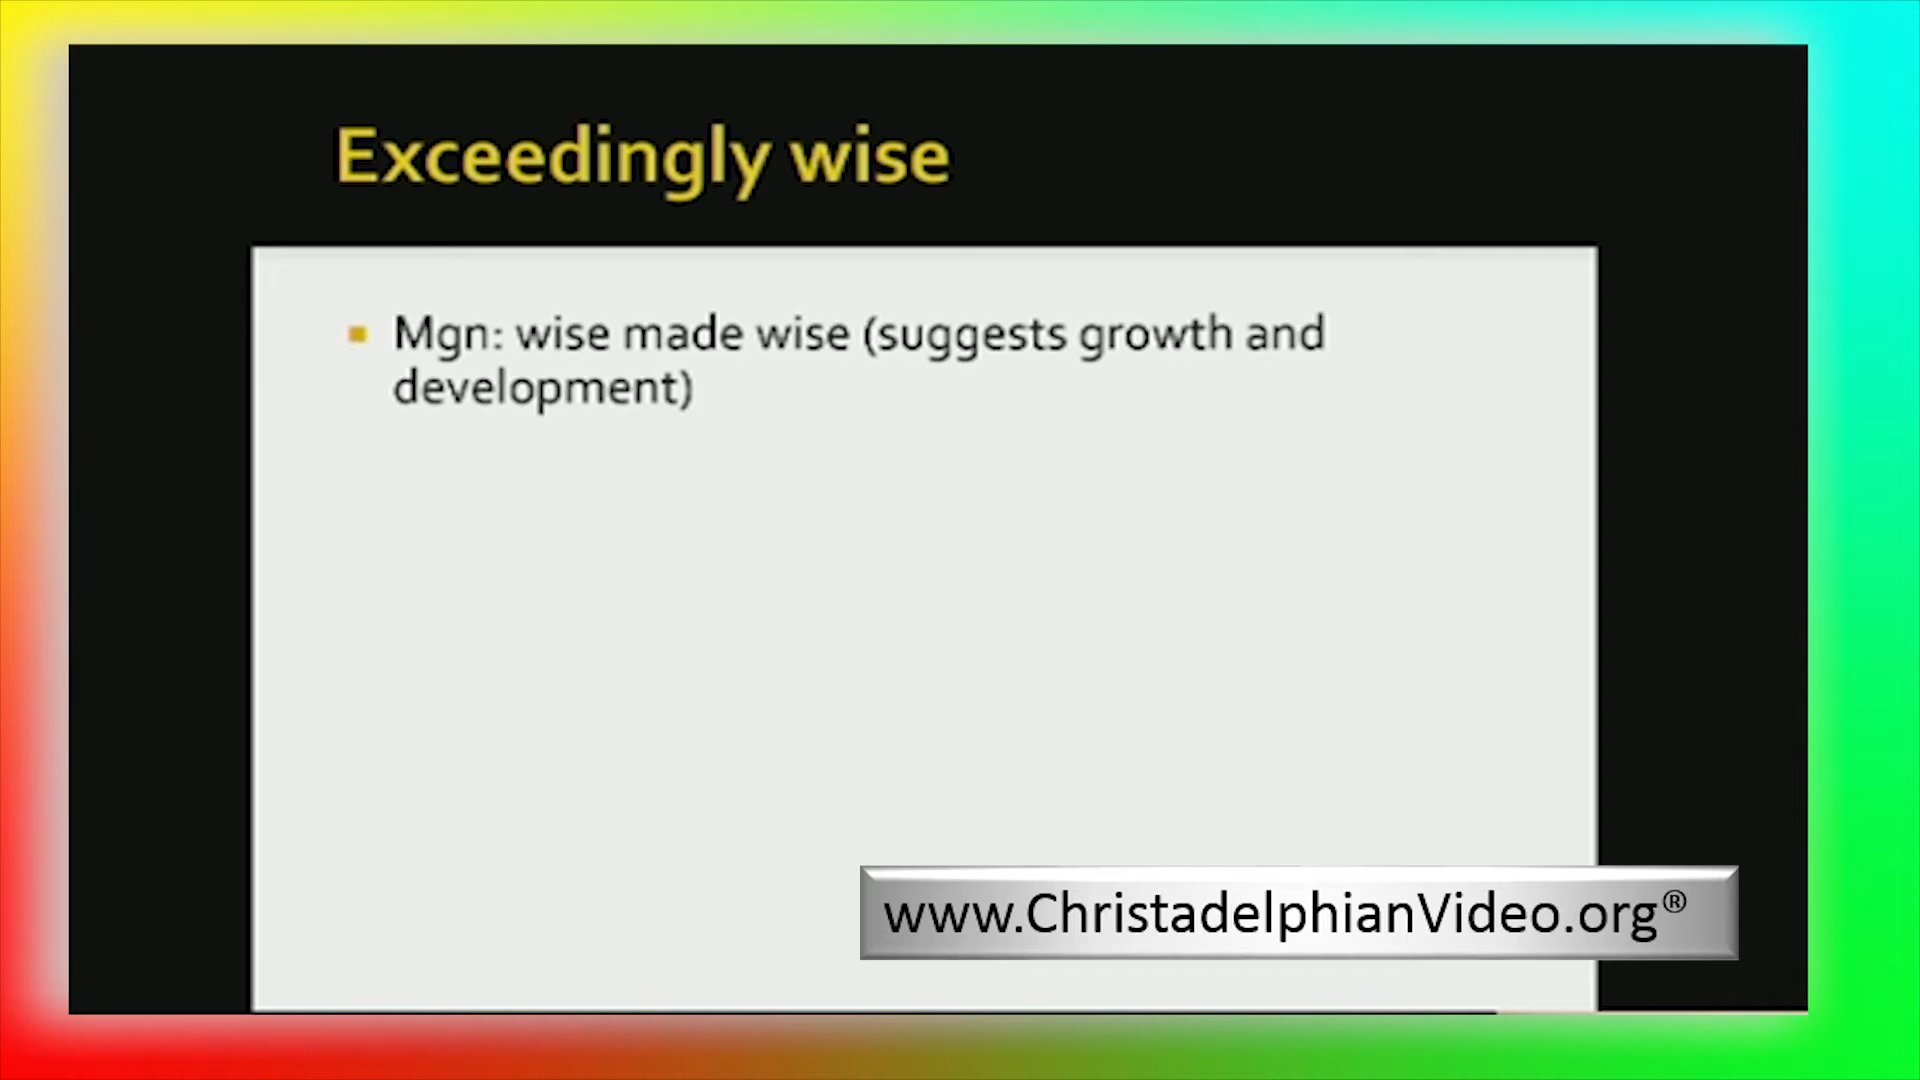 Exceedingly wise
Mgn: wise made wise (suggests growth and
development)
www.ChristadelphianVideo.org®